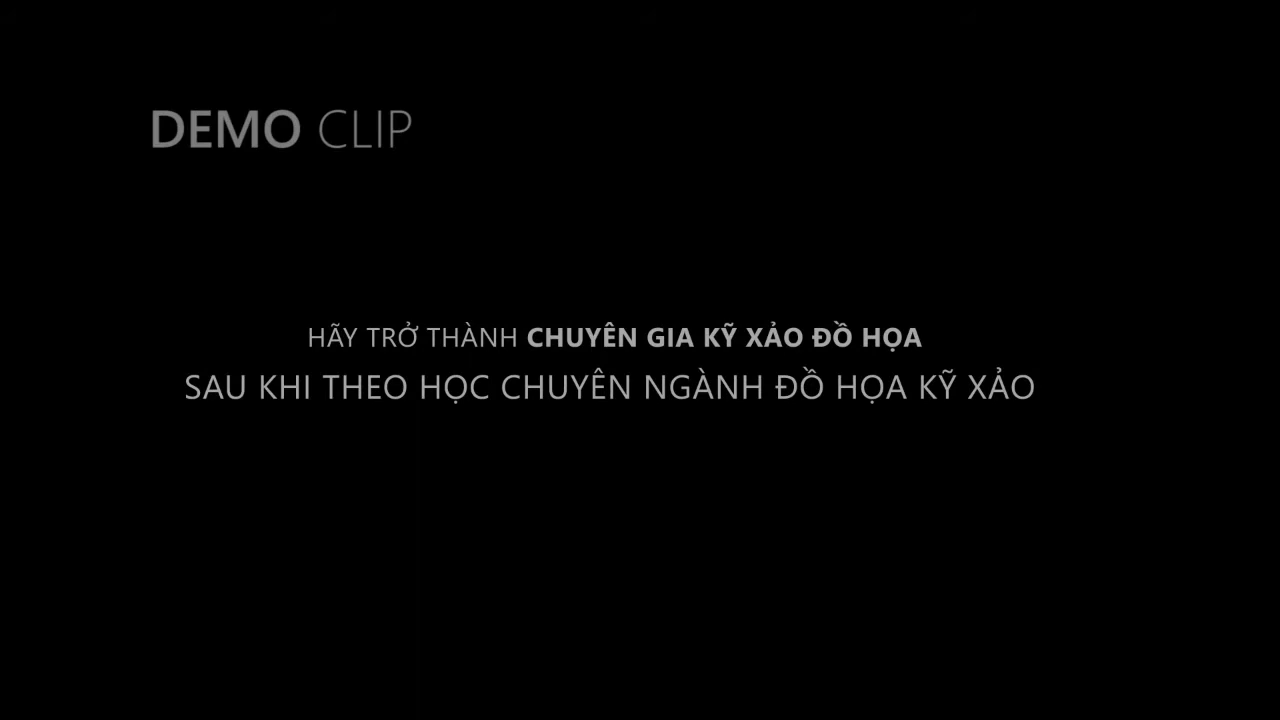 DEMO CLIP
HÃY TRỞ THÀNH CHUYÊN GIA KỸ XẢO ĐỒ HỌA
SAU KHI THEO HỌC CHUYÊN NGÀNH ĐỒ HỌA KỸ XẢO